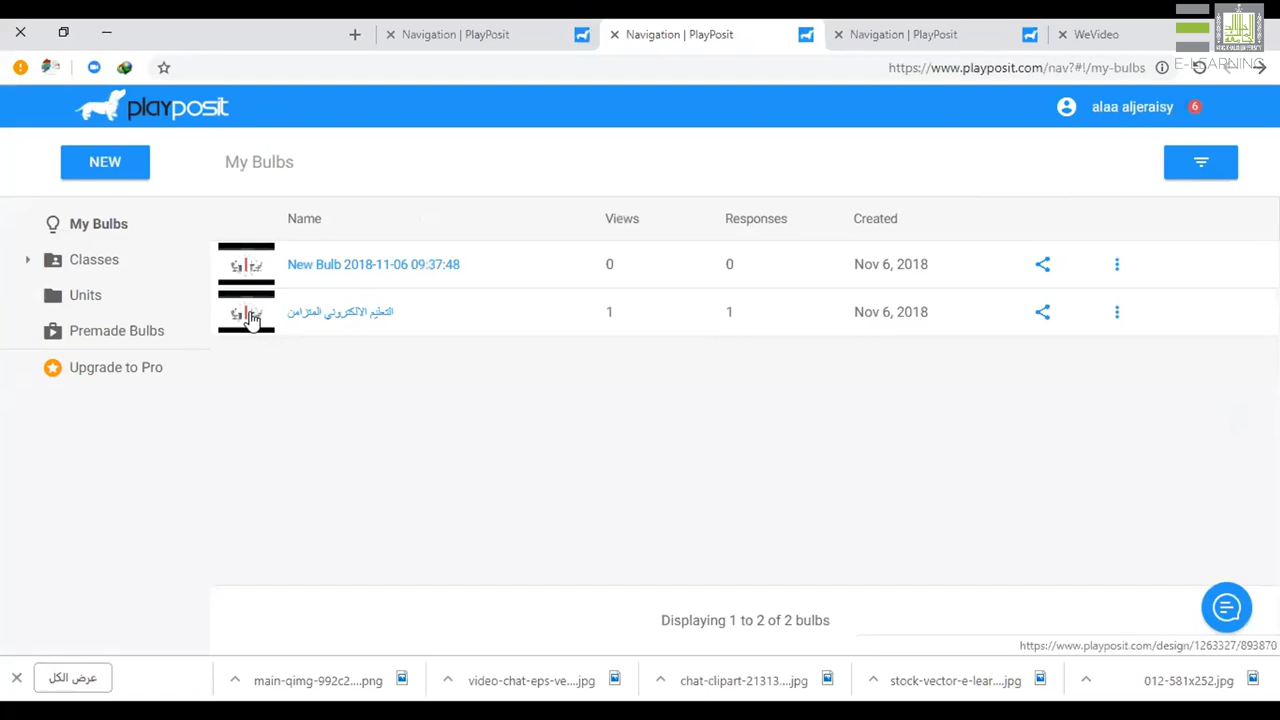 Navigation | PlayPosit
Navigation | PlayPosit
Navigation | PlayPosit
WeVideo
https://www.playposit.com/nav?#!/my-bulbs
E-LEARNING
playposit
alaa aljeraisy
6
NEW
My Bulbs
My Bulbs
Classes
Units
Premade Bulbs
Upgrade to Pro
Name Views Responses Created
New Bulb 2018-11-06 09:37:48 0 0 Nov 6, 2018
التعليم الالكتروني المتزامن 1 1 Nov 6, 2018
Displaying 1 to 2 of 2 bulbs
https://www.playposit.com/design/1263327/893870
عرض الكل
main-qimg-992c2....png
video-chat-eps-ve....jpg
chat-clipart-21313....jpg
stock-vector-e-lear....jpg
012-581x252.jpg